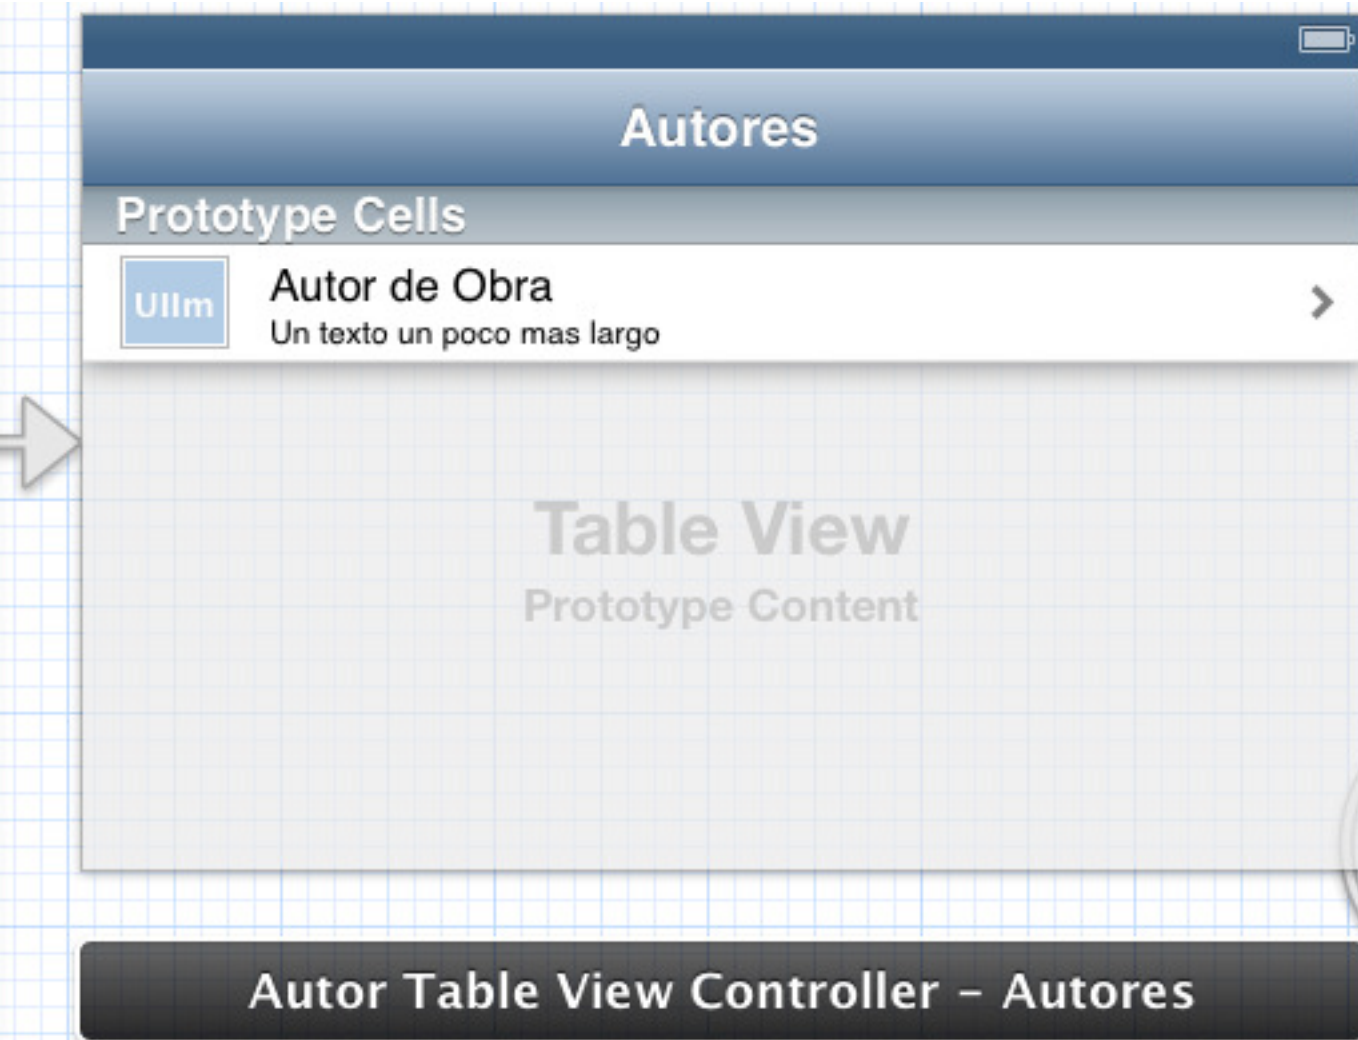 Autores
Prototype Cells
UIIm
Autor de Obra
Un texto un poco mas largo
Table View
Prototype Content
Autor Table View Controller – Autores